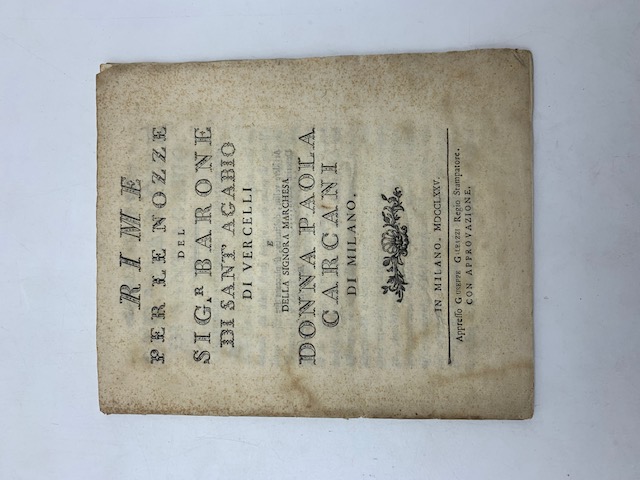 RIME
PER LE NOZZE
DEL
SIG.R BARONE
DI SANT' AGABIO
DI VERCELLI
E
DELLA SIGNORA MARCHESA
DONNA PAOLA
CARCANI
DI MILANO.
IN MILANO. MDCCLXXV.
Appresso Giuseppe Galeazzi Regio Stampatore.
CON APPROVAZIONE.